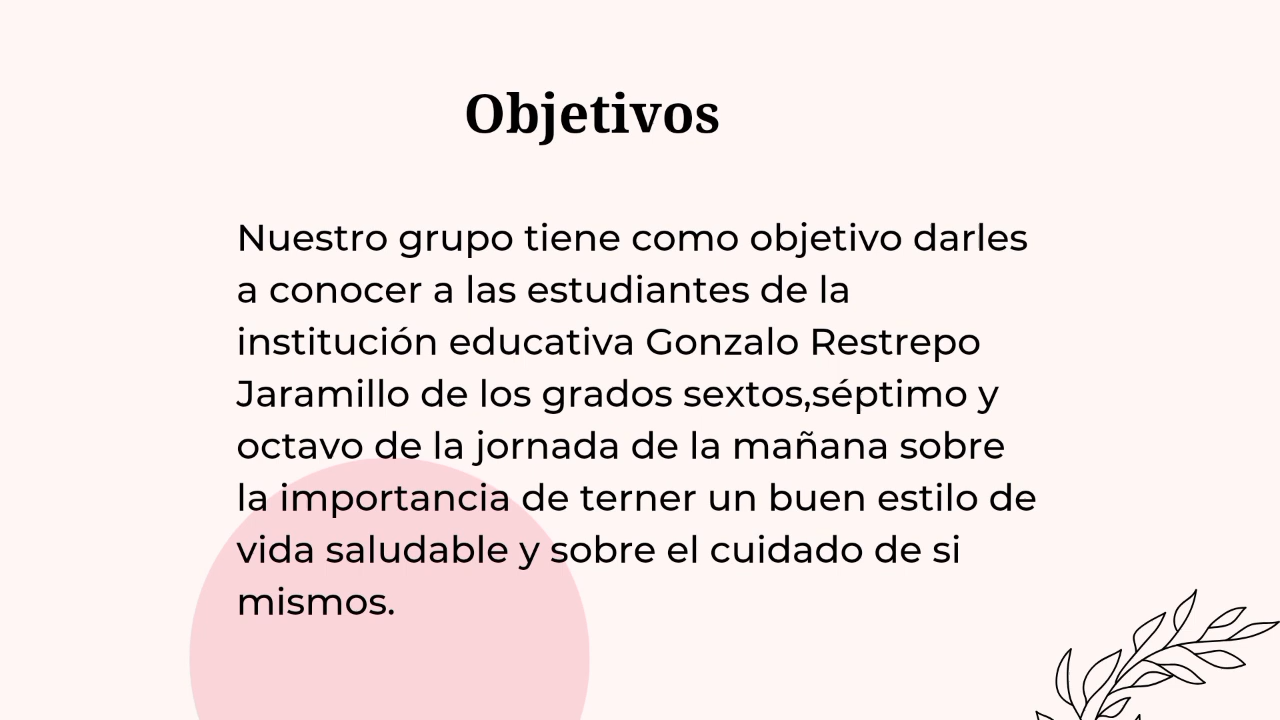 Objetivos
Nuestro grupo tiene como objetivo darles
a conocer a las estudiantes de la
institución educativa Gonzalo Restrepo
Jaramillo de los grados sextos,séptimo y
octavo de la jornada de la mañana sobre
la importancia de terner un buen estilo de
vida saludable y sobre el cuidado de si
mismos.